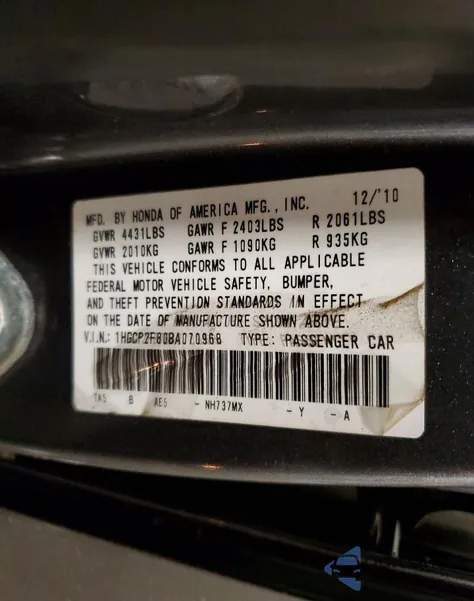 MFD. BY HONDA OF AMERICA MFG., INC. 12/'10
GVWR 4431LBS GAWR F 2403LBS R 2061LBS
GVWR 2010KG GAWR F 1090KG R 935KG
THIS VEHICLE CONFORMS TO ALL APPLICABLE
FEDERAL MOTOR VEHICLE SAFETY, BUMPER,
AND THEFT PREVENTION STANDARDS IN EFFECT
ON THE DATE OF MANUFACTURE SHOWN ABOVE.
V.I.N.: 1HGCP2F80BA070968 TYPE: PASSENGER CAR
TA5 B AE5 - NH737MX - Y - A